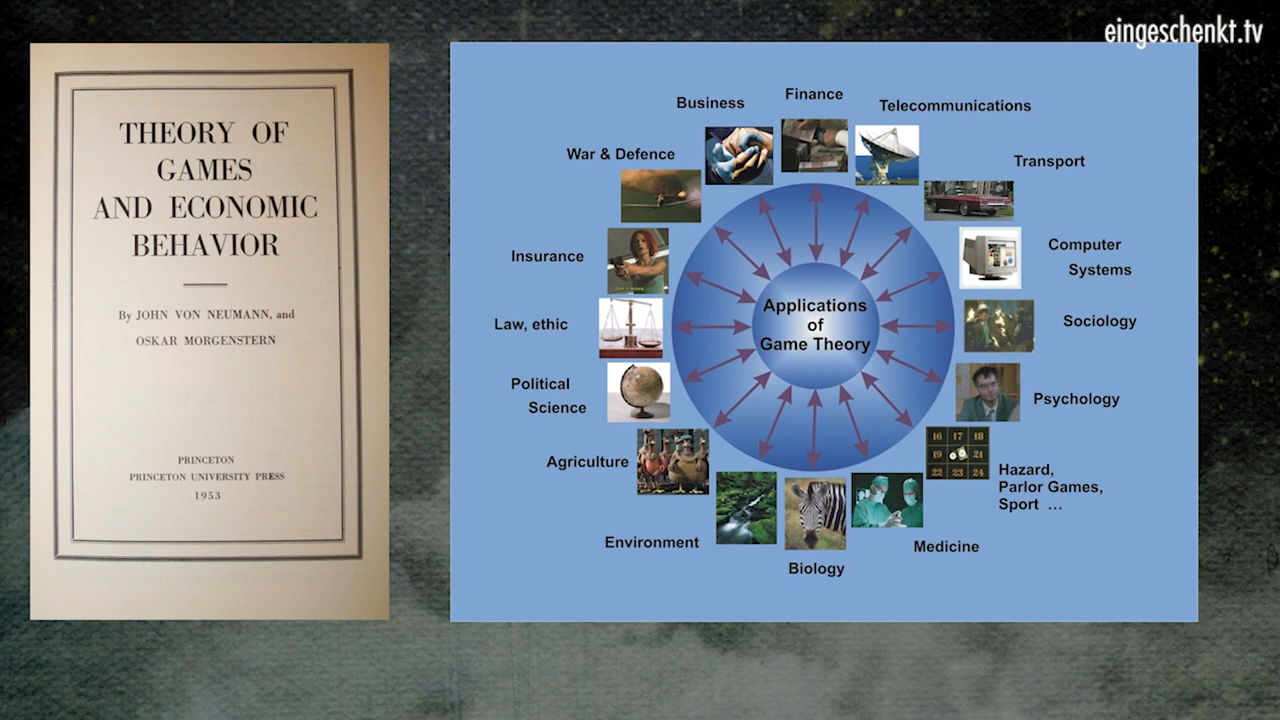 eingeschenkt.tv
THEORY OF
GAMES
AND ECONOMIC
BEHAVIOR
By JOHN VON NEUMANN, and
OSKAR MORGENSTERN
PRINCETON
PRINCETON UNIVERSITY PRESS
1953
Finance
Business
Telecommunications
War & Defence
Transport
Insurance
Computer
Systems
Law, ethic
Sociology
Applications
of
Game Theory
Political
Science
Psychology
Agriculture
16 17 18
19 21
22 23 24
Hazard,
Parlor Games,
Sport ...
Environment
Medicine
Biology